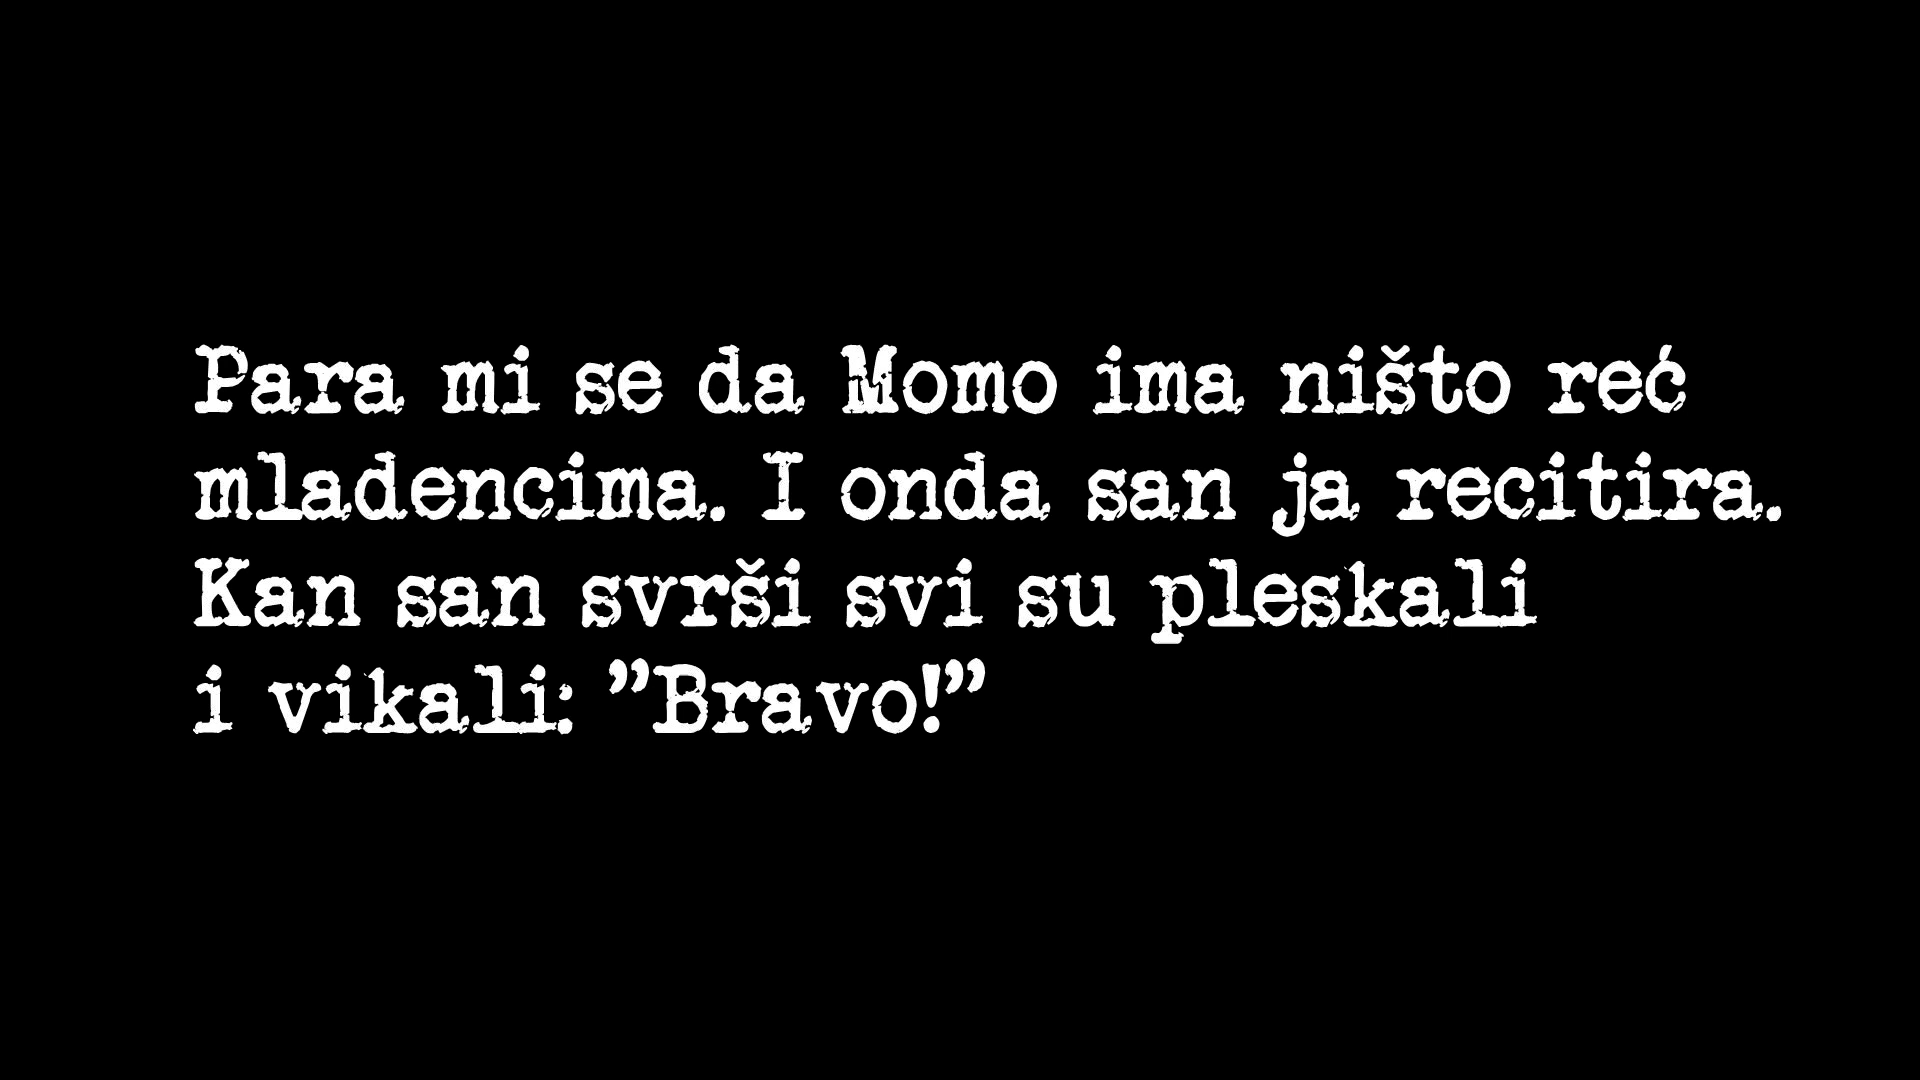 Para mi se da Momo ima ništo reć
mladencima. I onda san ja recitira.
Kan san svrši svi su pleskali
i vikali: ”Bravo!”